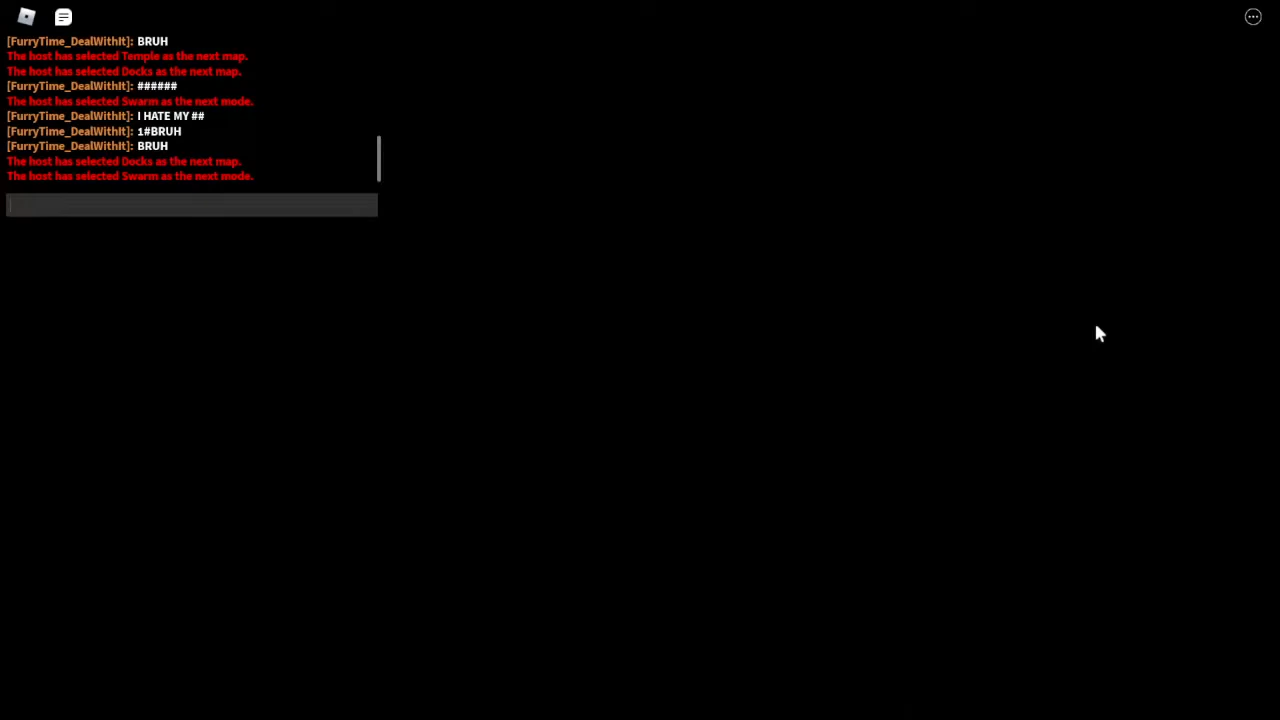 [FurryTime_DealWithIt]: BRUH
The host has selected Temple as the next map.
The host has selected Docks as the next map.
[FurryTime_DealWithIt]: ######
The host has selected Swarm as the next mode.
[FurryTime_DealWithIt]: I HATE MY ##
[FurryTime_DealWithIt]: 1#BRUH
[FurryTime_DealWithIt]: BRUH
The host has selected Docks as the next map.
The host has selected Swarm as the next mode.